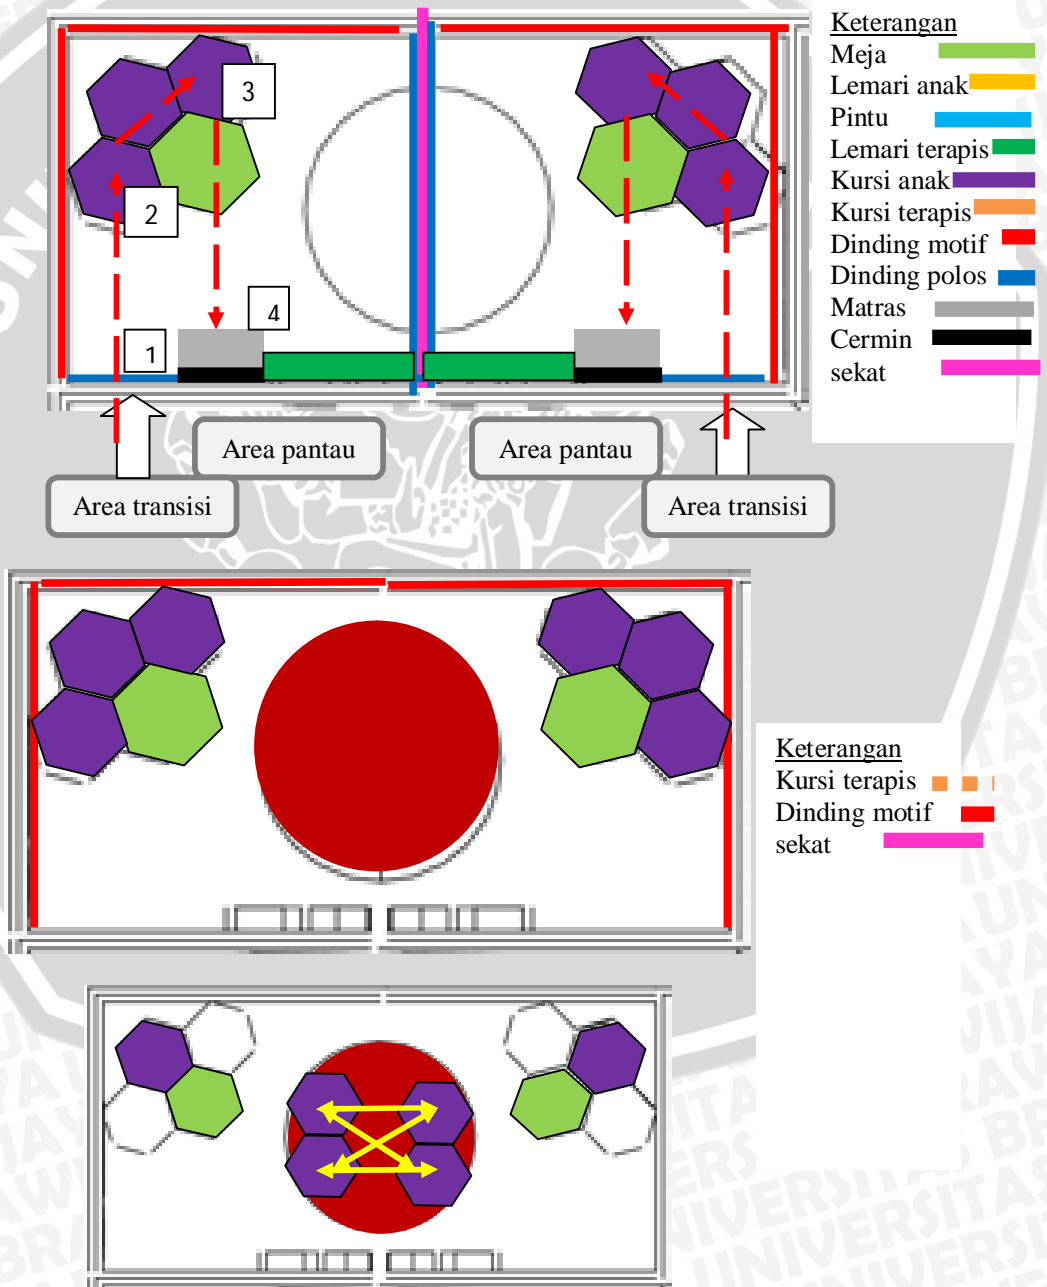 Keterangan
Meja
Lemari anak
Pintu
Lemari terapis
Kursi anak
Kursi terapis
Dinding motif
Dinding polos
Matras
Cermin
sekat
3
2
4
1
Area pantau
Area pantau
Area transisi
Area transisi
Keterangan
Kursi terapis
Dinding motif
sekat